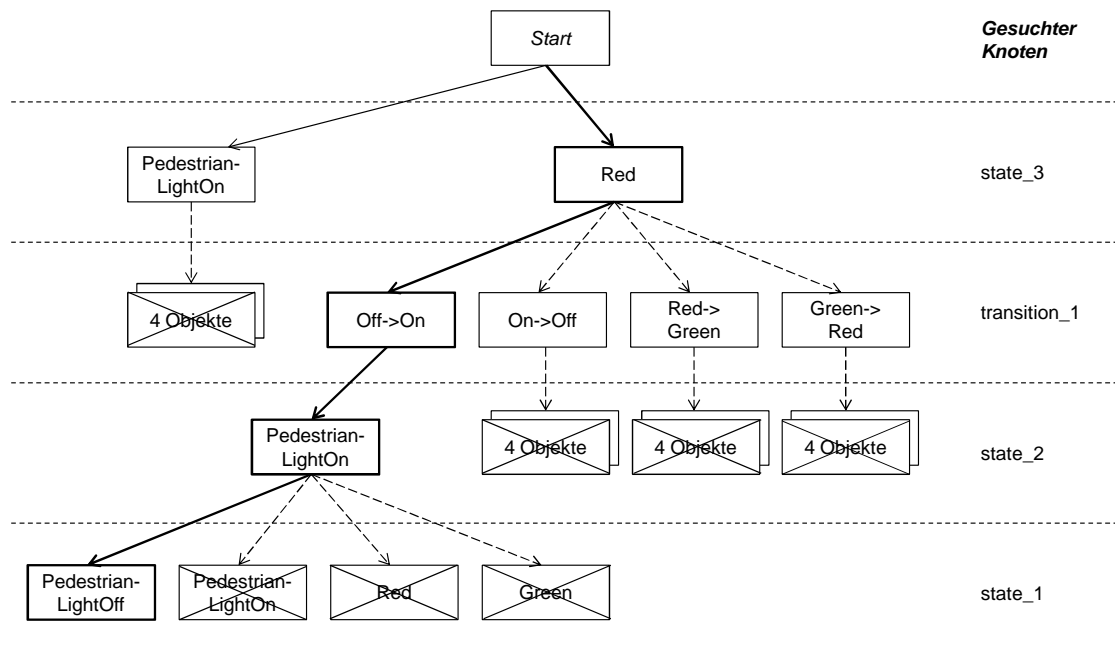 Start
Gesuchter
Knoten
Pedestrian-
LightOn
Red
state_3
4 Objekte
Off->On
On->Off
Red->
Green
Green->
Red
transition_1
Pedestrian-
LightOn
4 Objekte
4 Objekte
4 Objekte
state_2
Pedestrian-
LightOff
Pedestrian-
LightOn
Red
Green
state_1